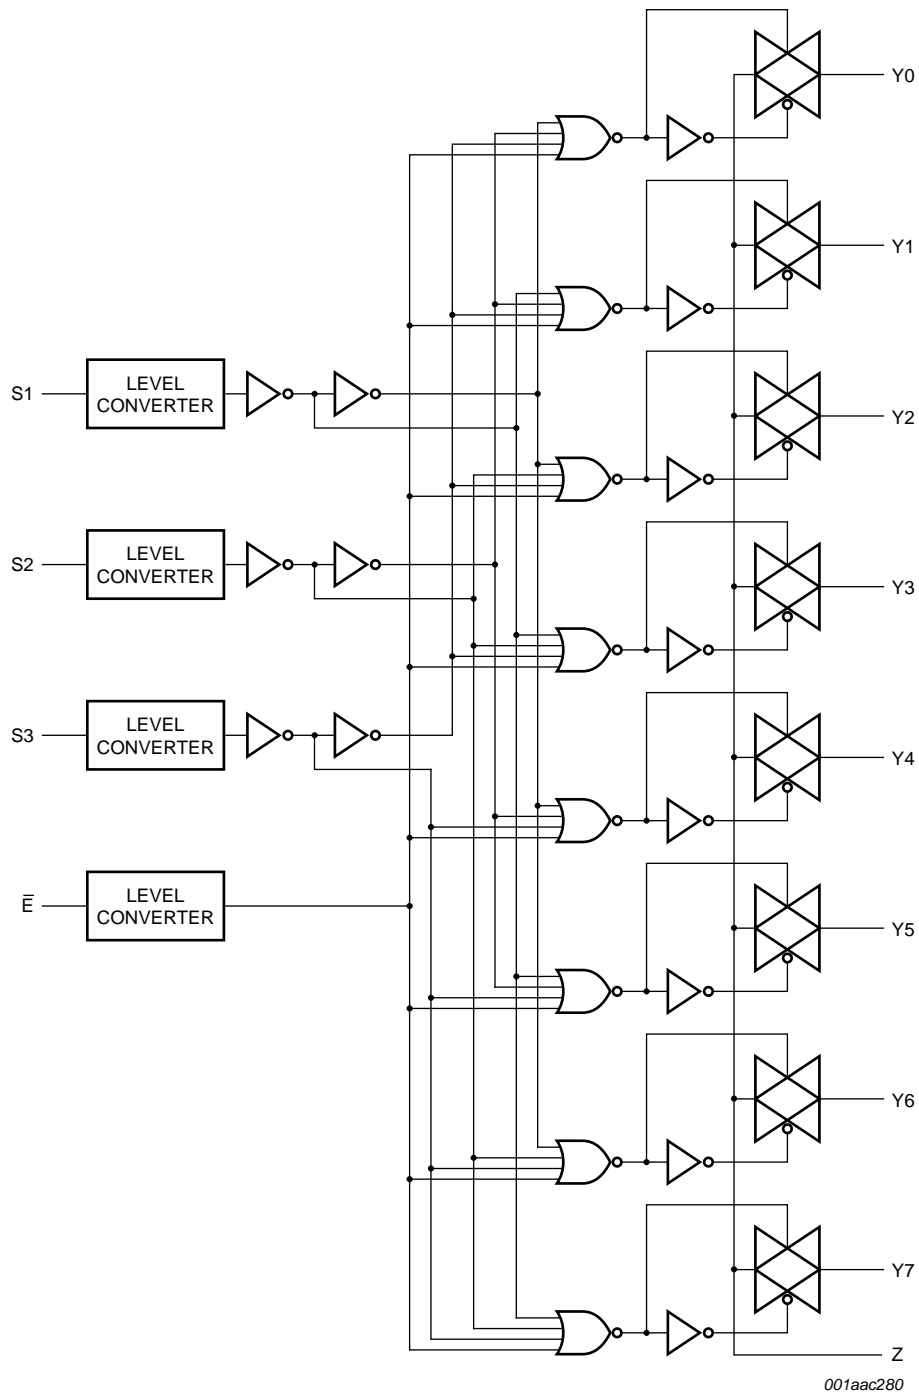 Y0
Y1
S1
LEVEL
CONVERTER
Y2
S2
LEVEL
CONVERTER
Y3
S3
LEVEL
CONVERTER
Y4
E̅
LEVEL
CONVERTER
Y5
Y6
Y7
Z
001aac280